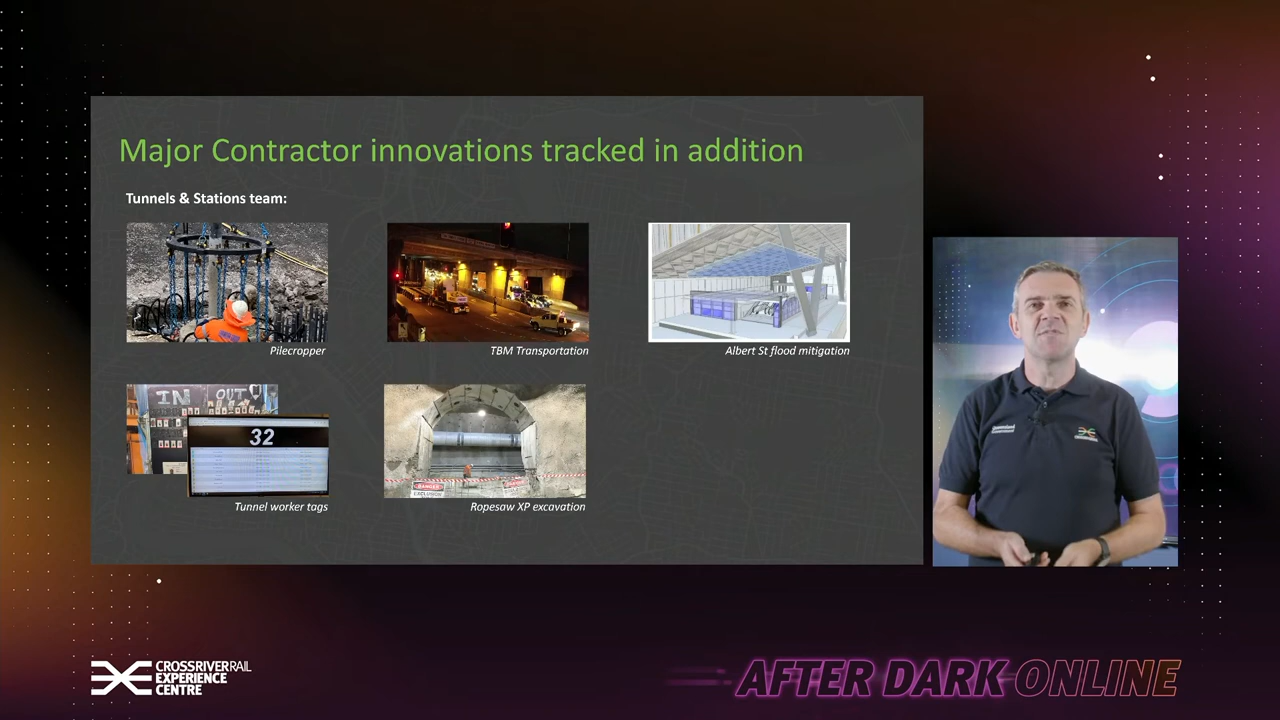 Major Contractor innovations tracked in addition
Tunnels & Stations team:
Pilecropper
TBM Transportation
Albert St flood mitigation
IN OUT
32
DANGER
EXCLUSION
Tunnel worker tags
Ropesaw XP excavation
Queensland
CROSSRIVERRAIL
EXPERIENCE
CENTRE
AFTER DARK ONLINE